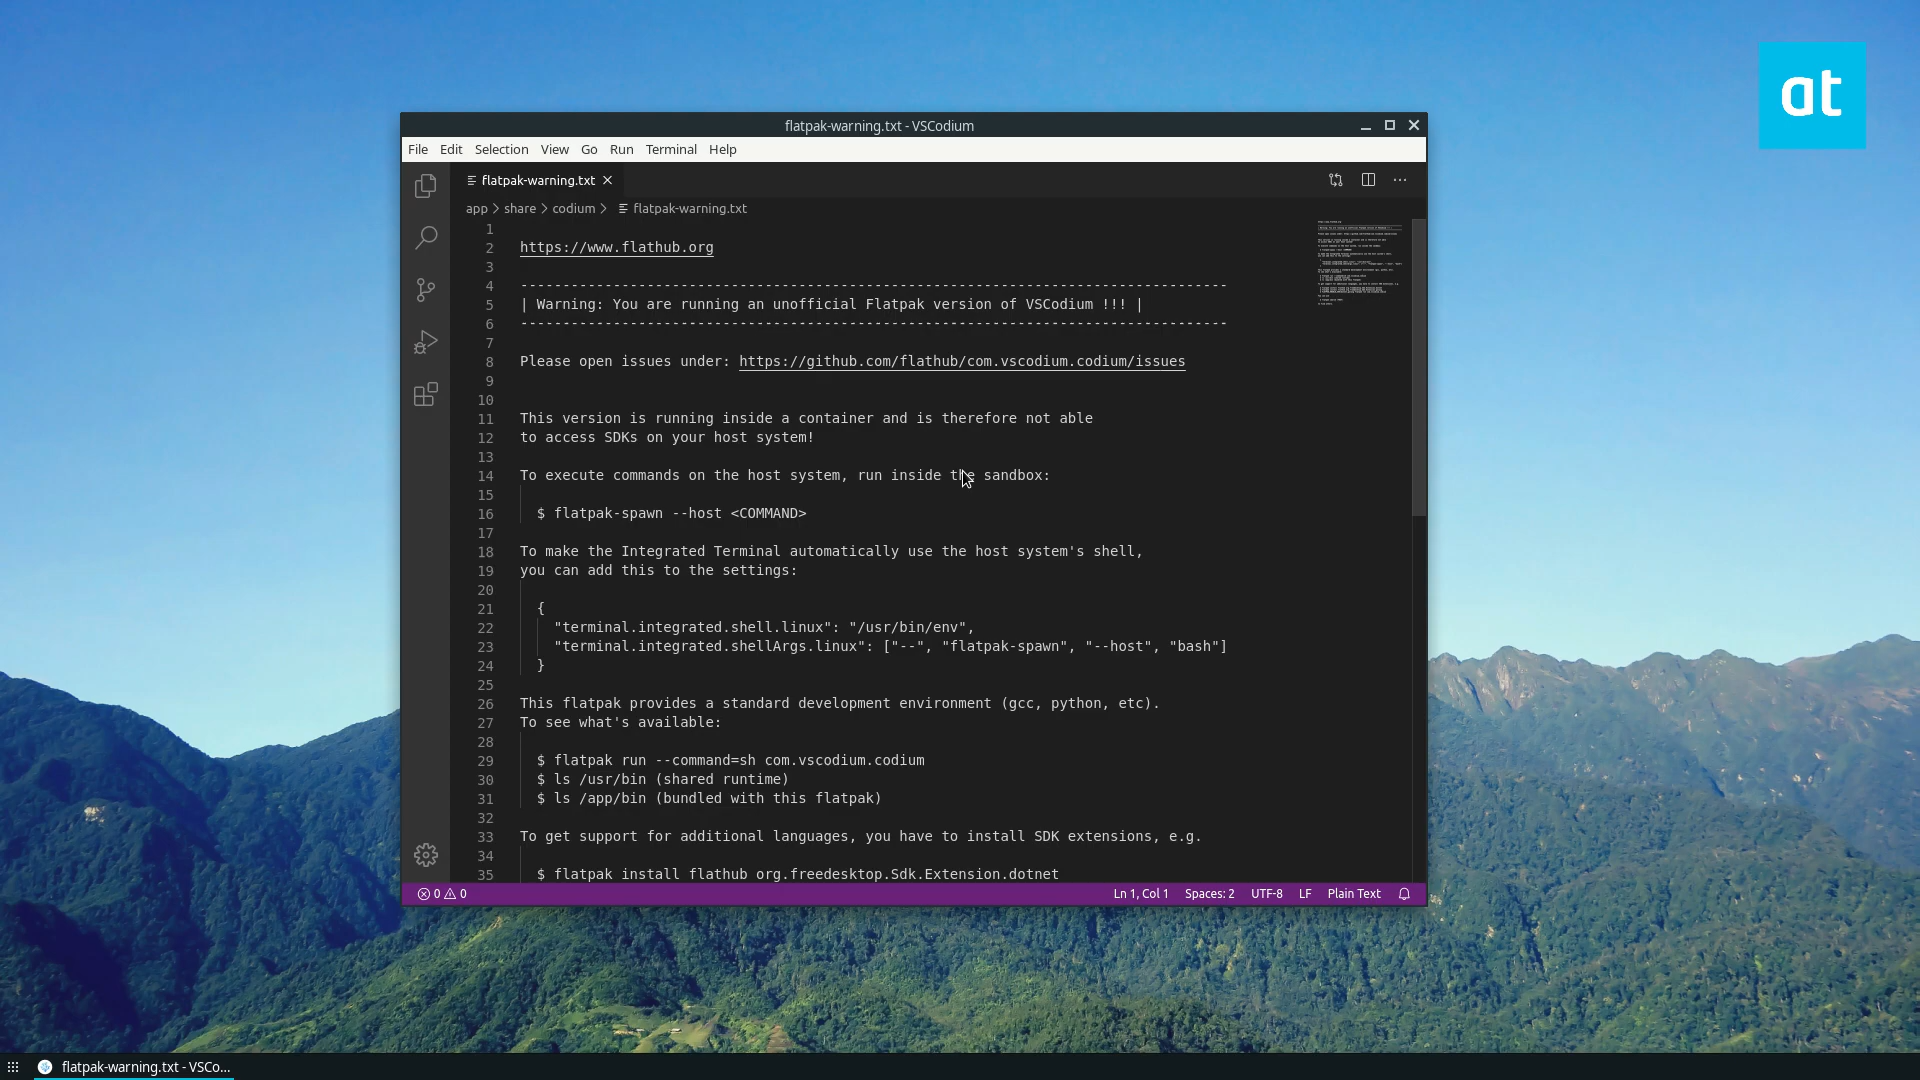 at
flatpak-warning.txt - VSCodium
File Edit Selection View Go Run Terminal Help
flatpak-warning.txt
app > share > codium > flatpak-warning.txt
1
2 https://www.flathub.org
3
4 ------------------------------------------------------------------------------------
5 | Warning: You are running an unofficial Flatpak version of VSCodium !!! |
6 ------------------------------------------------------------------------------------
7
8 Please open issues under: https://github.com/flathub/com.vscodium.codium/issues
9
10
11 This version is running inside a container and is therefore not able
12 to access SDKs on your host system!
13
14 To execute commands on the host system, run inside the sandbox:
15
16 $ flatpak-spawn --host <COMMAND>
17
18 To make the Integrated Terminal automatically use the host system's shell,
19 you can add this to the settings:
20
21 {
22 "terminal.integrated.shell.linux": "/usr/bin/env",
23 "terminal.integrated.shellArgs.linux": ["--", "flatpak-spawn", "--host", "bash"]
24 }
25
26 This flatpak provides a standard development environment (gcc, python, etc).
27 To see what's available:
28
29 $ flatpak run --command=sh com.vscodium.codium
30 $ ls /usr/bin (shared runtime)
31 $ ls /app/bin (bundled with this flatpak)
32
33 To get support for additional languages, you have to install SDK extensions, e.g.
34
35 $ flatpak install flathub org.freedesktop.Sdk.Extension.dotnet
0 0 Ln 1, Col 1 Spaces: 2 UTF-8 LF Plain Text
flatpak-warning.txt - VSCo...